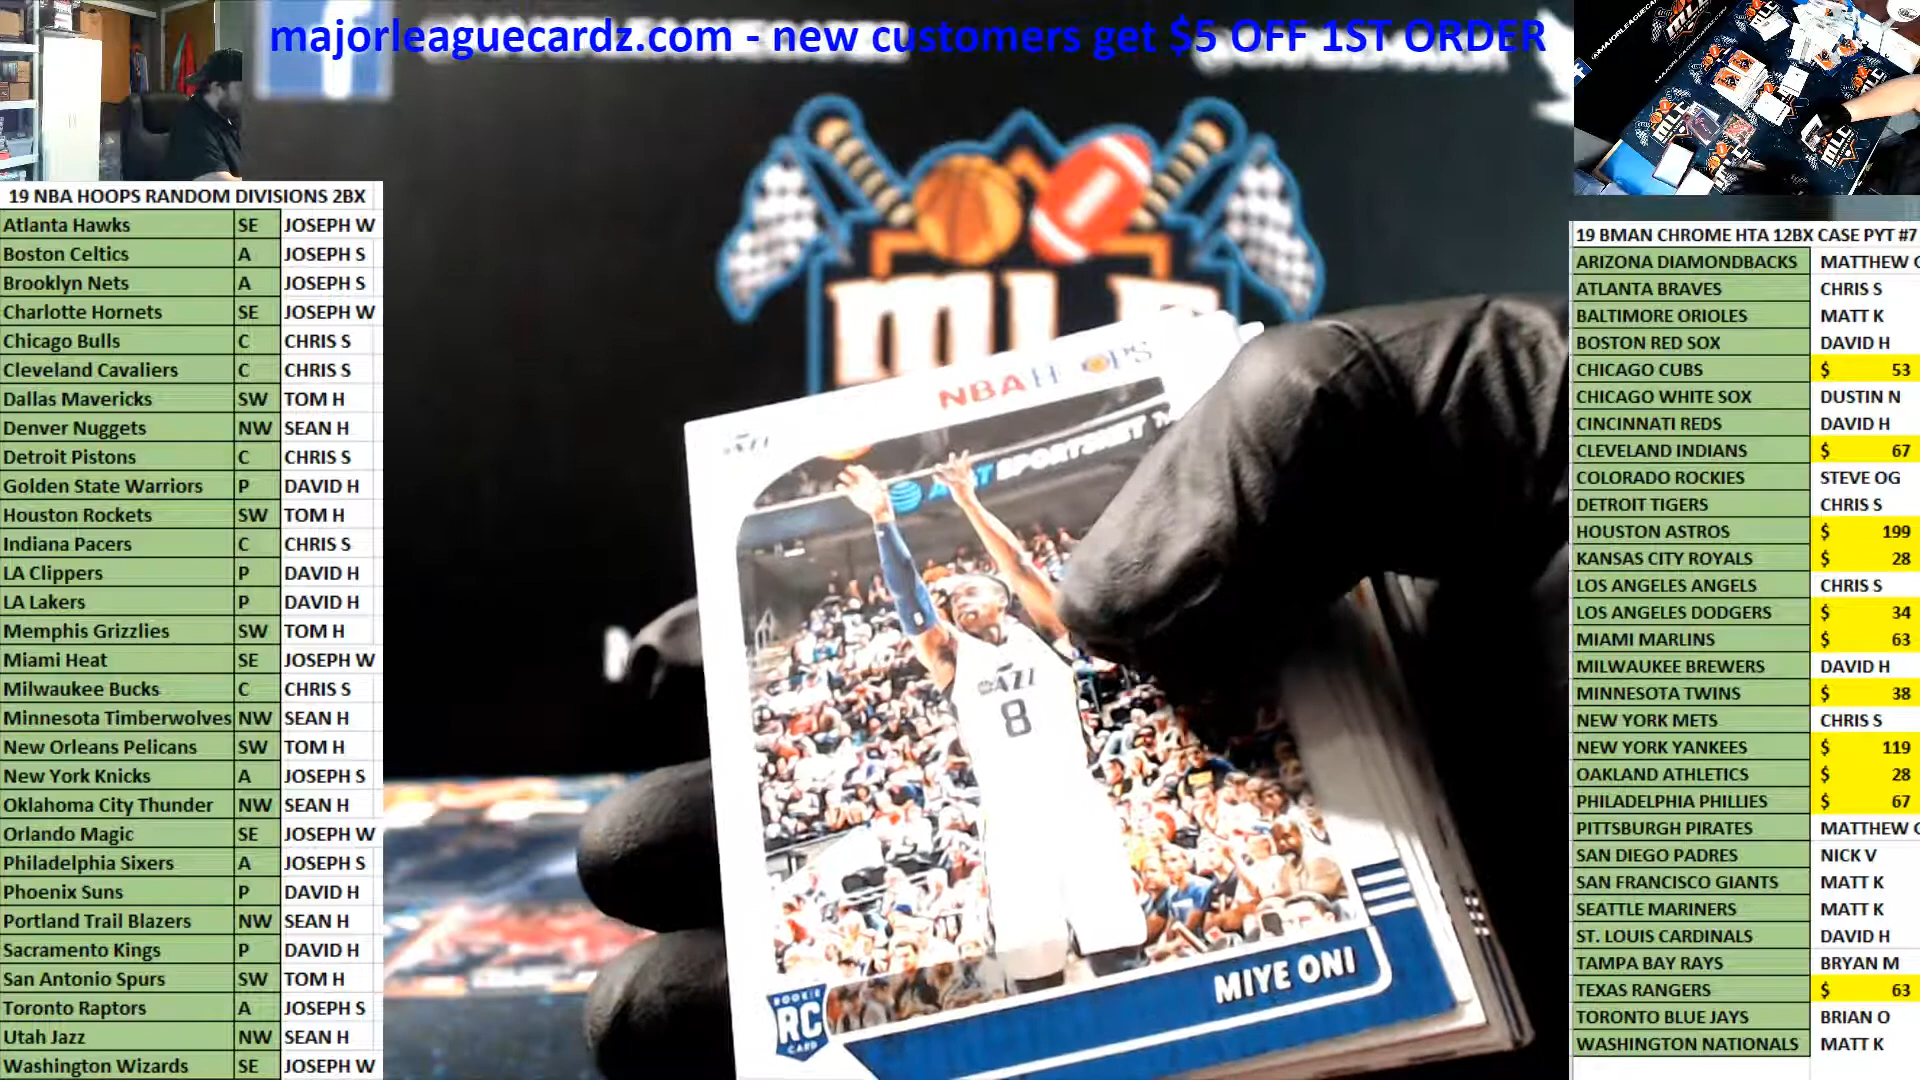 majorleaguecardz.com - new customers get $5 OFF 1ST ORDER
19 NBA HOOPS RANDOM DIVISIONS 2BX
Atlanta Hawks SE JOSEPH W
Boston Celtics A JOSEPH S
Brooklyn Nets A JOSEPH S
Charlotte Hornets SE JOSEPH W
Chicago Bulls C CHRIS S
Cleveland Cavaliers C CHRIS S
Dallas Mavericks SW TOM H
Denver Nuggets NW SEAN H
Detroit Pistons C CHRIS S
Golden State Warriors P DAVID H
Houston Rockets SW TOM H
Indiana Pacers C CHRIS S
LA Clippers P DAVID H
LA Lakers P DAVID H
Memphis Grizzlies SW TOM H
Miami Heat SE JOSEPH W
Milwaukee Bucks C CHRIS S
Minnesota Timberwolves NW SEAN H
New Orleans Pelicans SW TOM H
New York Knicks A JOSEPH S
Oklahoma City Thunder NW SEAN H
Orlando Magic SE JOSEPH W
Philadelphia Sixers A JOSEPH S
Phoenix Suns P DAVID H
Portland Trail Blazers NW SEAN H
Sacramento Kings P DAVID H
San Antonio Spurs SW TOM H
Toronto Raptors A JOSEPH S
Utah Jazz NW SEAN H
Washington Wizards SE JOSEPH W
MLC
NBA HOOPS
JAZZ
AT&T SPORTSNET
JAZZ
8
MIYE ONI
ROOKIE
RC
CARD
19 BMAN CHROME HTA 12BX CASE PYT #7
ARIZONA DIAMONDBACKS MATTHEW
ATLANTA BRAVES CHRIS S
BALTIMORE ORIOLES MATT K
BOSTON RED SOX DAVID H
CHICAGO CUBS $ 53
CHICAGO WHITE SOX DUSTIN N
CINCINNATI REDS DAVID H
CLEVELAND INDIANS $ 67
COLORADO ROCKIES STEVE OG
DETROIT TIGERS CHRIS S
HOUSTON ASTROS $ 199
KANSAS CITY ROYALS $ 28
LOS ANGELES ANGELS CHRIS S
LOS ANGELES DODGERS $ 34
MIAMI MARLINS $ 63
MILWAUKEE BREWERS DAVID H
MINNESOTA TWINS $ 38
NEW YORK METS CHRIS S
NEW YORK YANKEES $ 119
OAKLAND ATHLETICS $ 28
PHILADELPHIA PHILLIES $ 67
PITTSBURGH PIRATES MATTHEW
SAN DIEGO PADRES NICK V
SAN FRANCISCO GIANTS MATT K
SEATTLE MARINERS MATT K
ST. LOUIS CARDINALS DAVID H
TAMPA BAY RAYS BRYAN M
TEXAS RANGERS $ 63
TORONTO BLUE JAYS BRIAN O
WASHINGTON NATIONALS MATT K